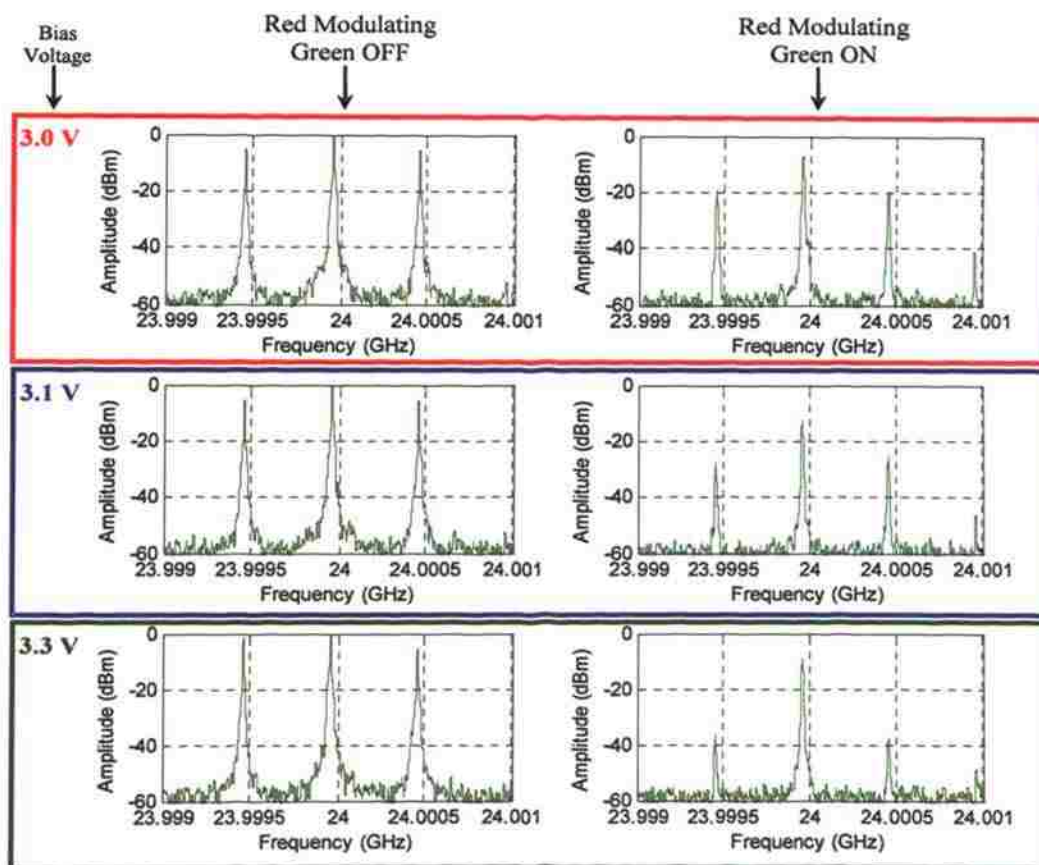 Bias
Voltage
Red Modulating
Green OFF
Red Modulating
Green ON
3.0 V
Amplitude (dBm)
0
-20
-40
-60
23.999 23.9995 24 24.0005 24.001
Frequency (GHz)
Amplitude (dBm)
0
-20
-40
-60
23.999 23.9995 24 24.0005 24.001
Frequency (GHz)
3.1 V
Amplitude (dBm)
0
-20
-40
-60
23.999 23.9995 24 24.0005 24.001
Frequency (GHz)
Amplitude (dBm)
0
-20
-40
-60
23.999 23.9995 24 24.0005 24.001
Frequency (GHz)
3.3 V
Amplitude (dBm)
0
-20
-40
-60
23.999 23.9995 24 24.0005 24.001
Frequency (GHz)
Amplitude (dBm)
0
-20
-40
-60
23.999 23.9995 24 24.0005 24.001
Frequency (GHz)